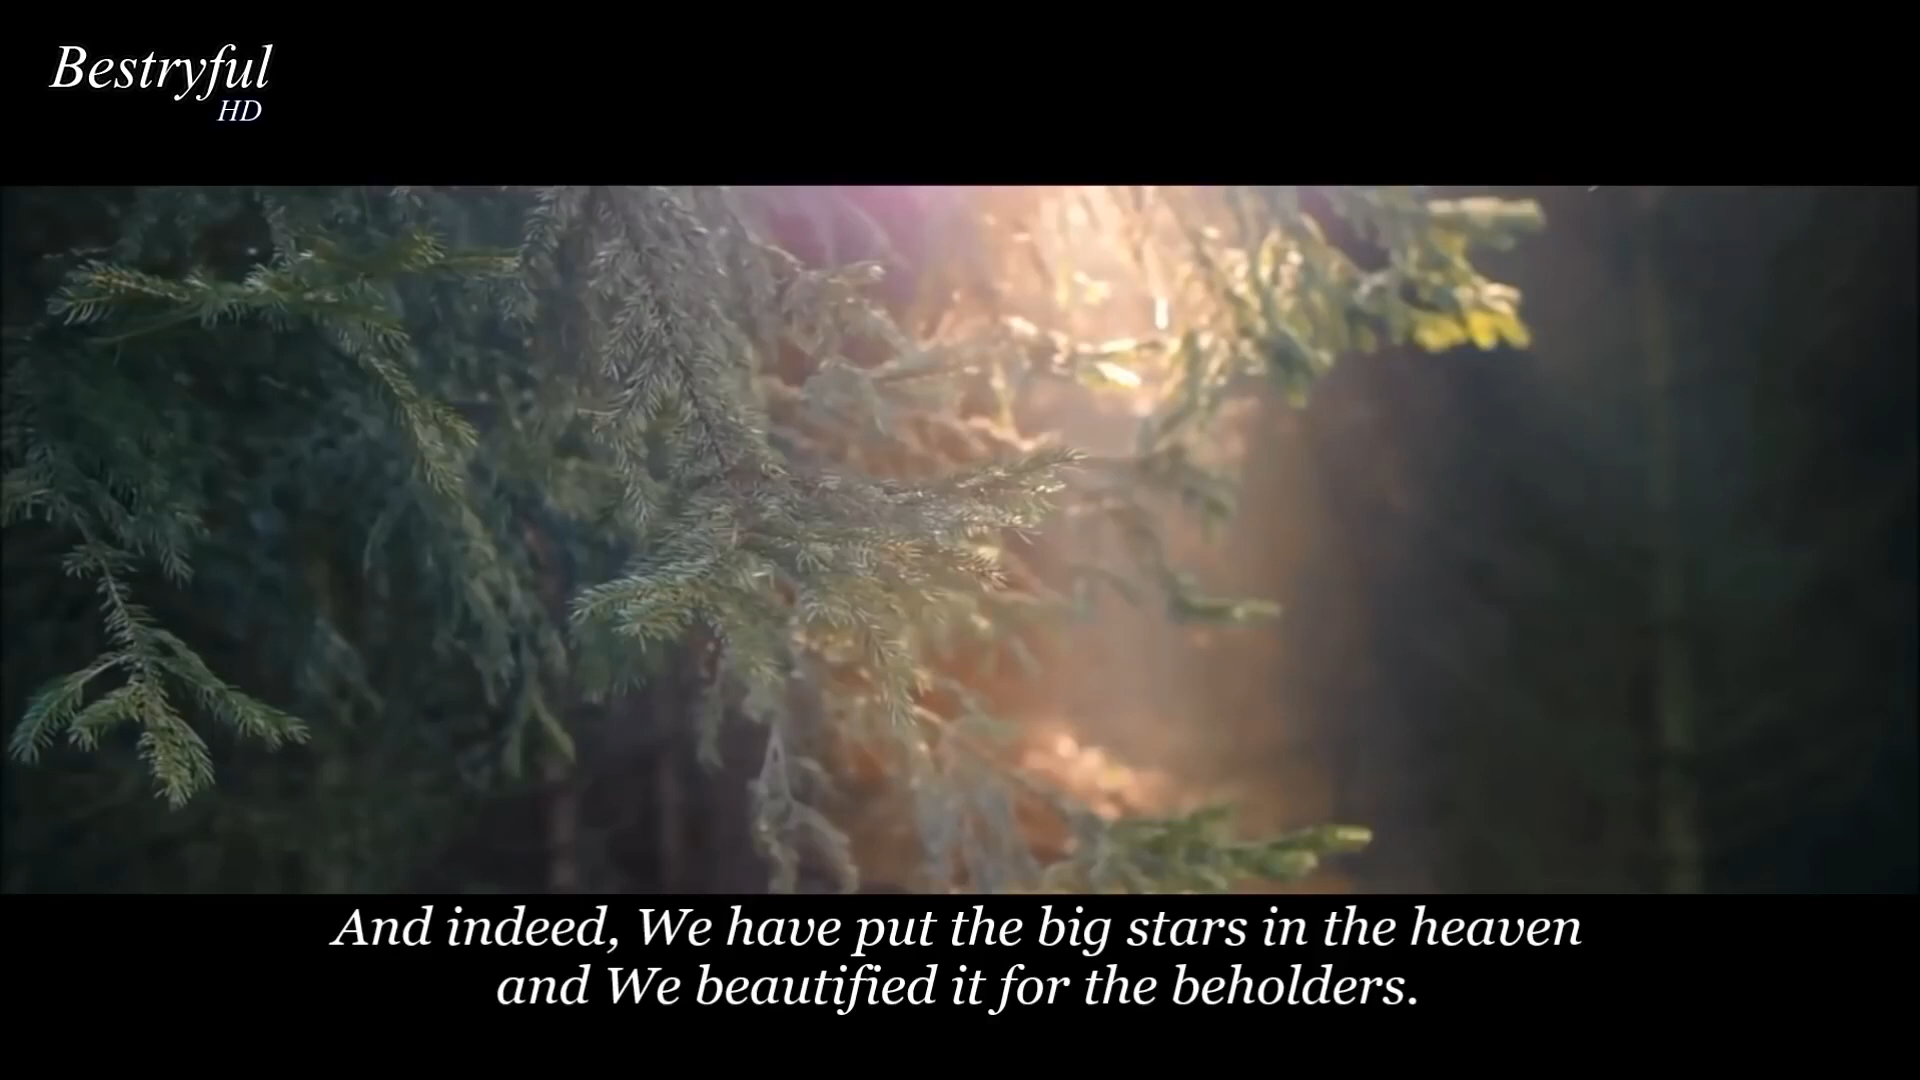 Bestryful
HD
And indeed, We have put the big stars in the heaven
and We beautified it for the beholders.